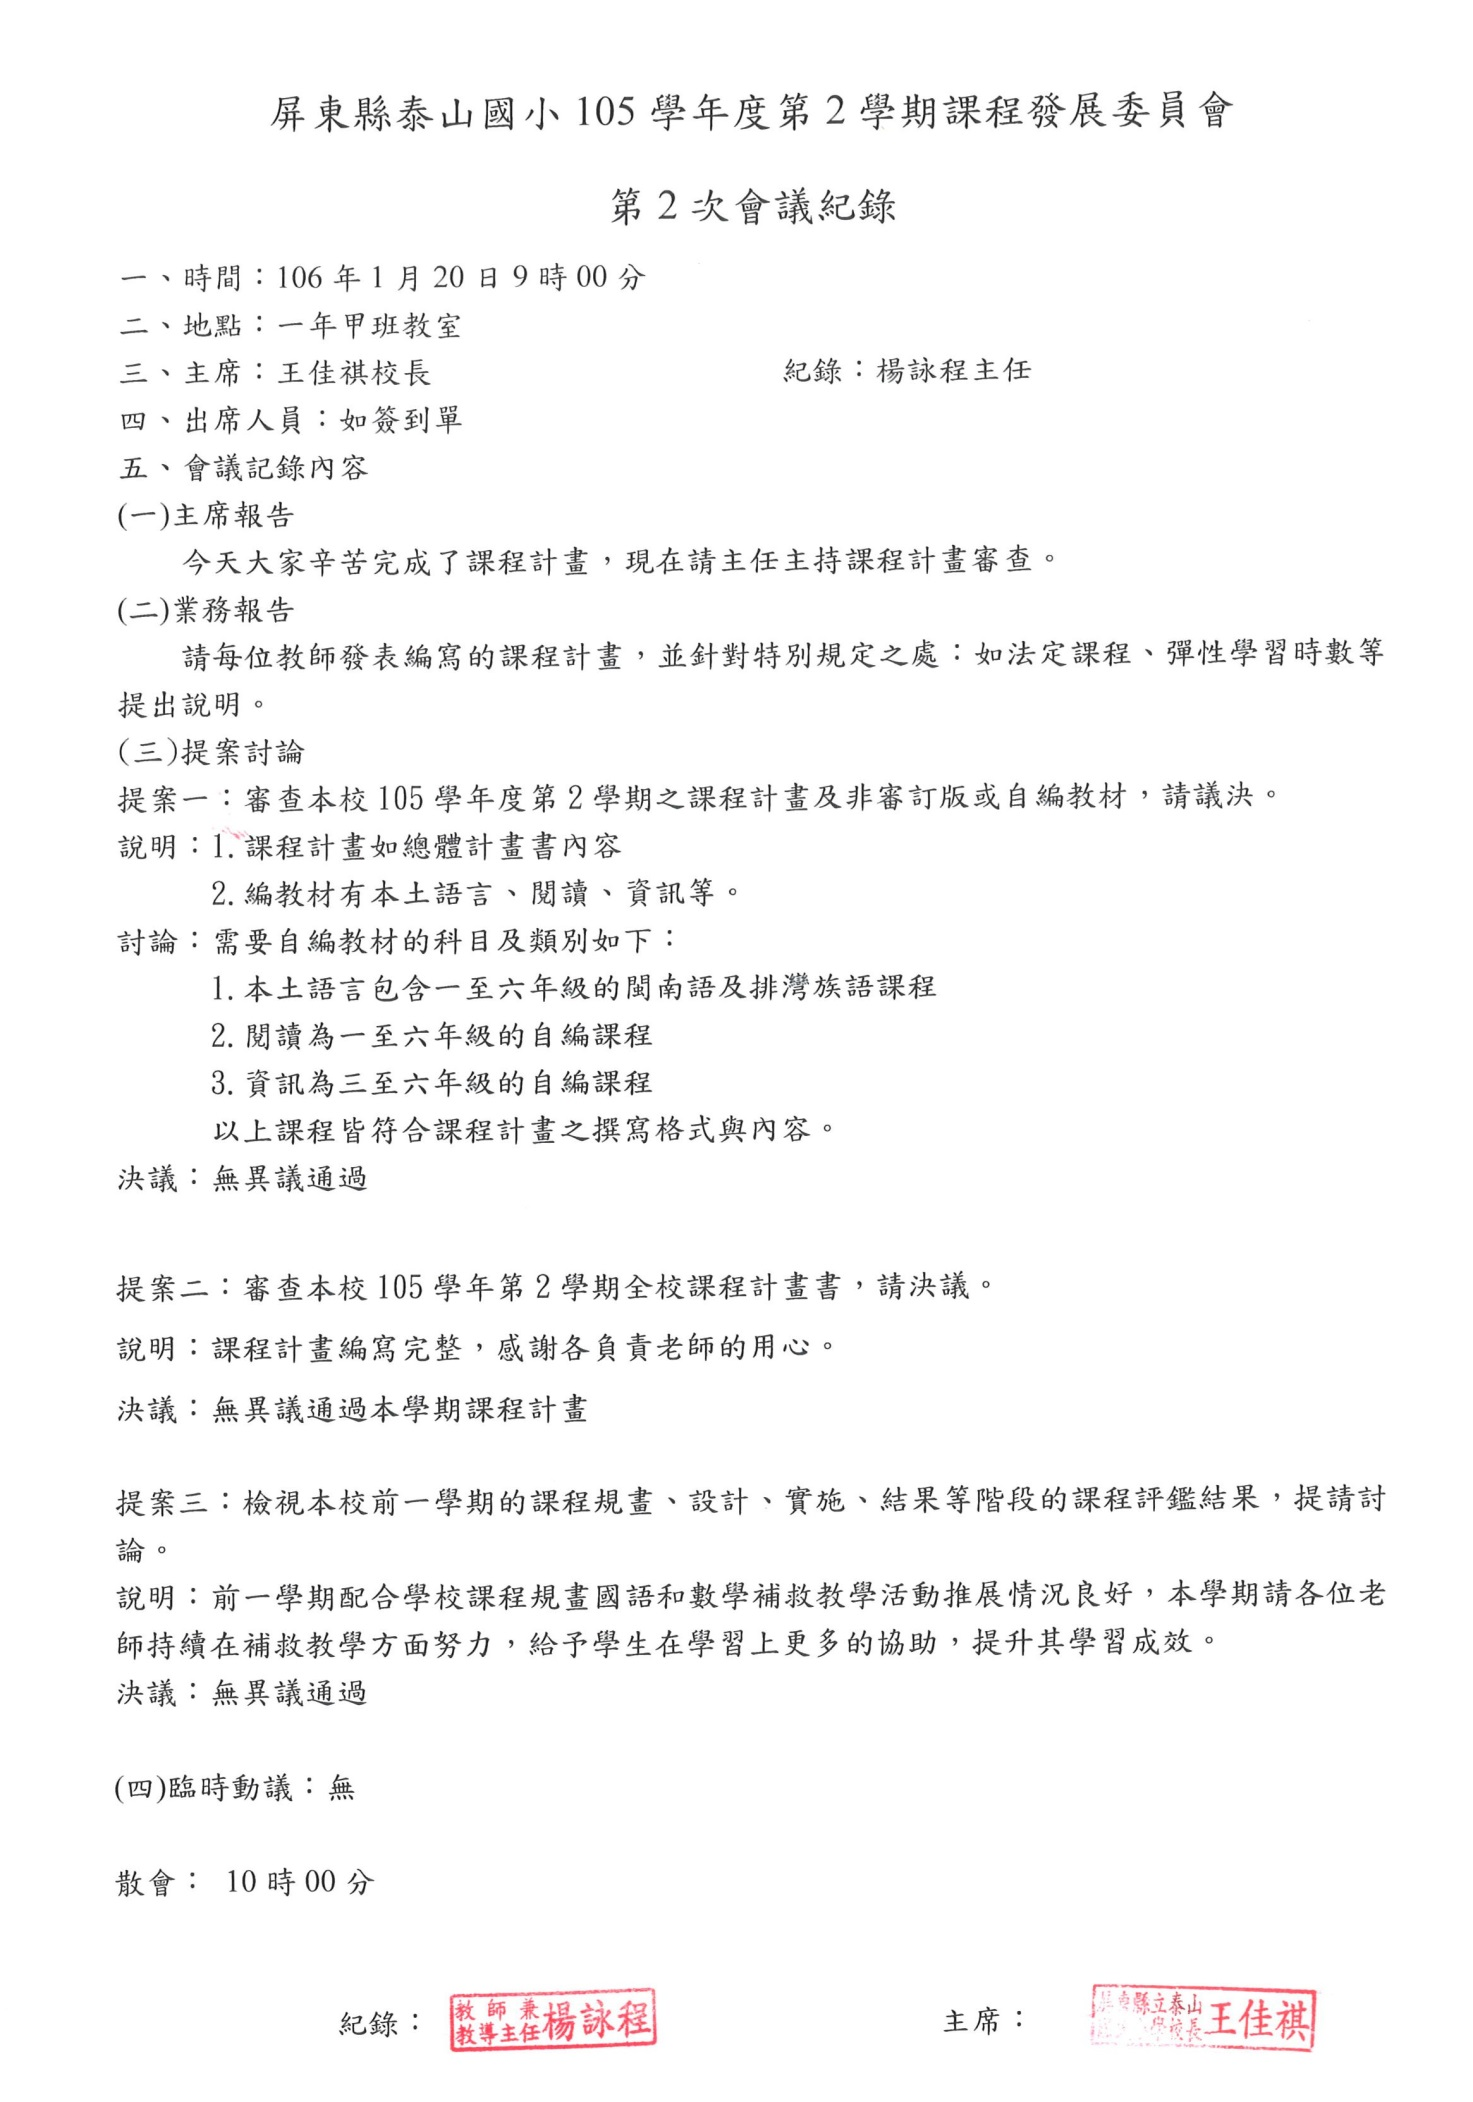 屏東縣泰山國小 105 學年度第 2 學期課程發展委員會
第 2 次會議紀錄
一、時間：106 年 1 月 20 日 9 時 00 分
二、地點：一年甲班教室
三、主席：王佳祺校長 紀錄：楊詠程主任
四、出席人員：如簽到單
五、會議記錄內容
(一)主席報告
今天大家辛苦完成了課程計畫，現在請主任主持課程計畫審查。
(二)業務報告
請每位教師發表編寫的課程計畫，並針對特別規定之處：如法定課程、彈性學習時數等
提出說明。
(三)提案討論
提案一：審查本校 105 學年度第 2 學期之課程計畫及非審訂版或自編教材，請議決。
說明：1. 課程計畫如總體計畫書內容
2. 編教材有本土語言、閱讀、資訊等。
討論：需要自編教材的科目及類別如下：
1. 本土語言包含一至六年級的閩南語及排灣族語課程
2. 閱讀為一至六年級的自編課程
3. 資訊為三至六年級的自編課程
以上課程皆符合課程計畫之撰寫格式與內容。
決議：無異議通過
提案二：審查本校 105 學年第 2 學期全校課程計畫書，請決議。
說明：課程計畫編寫完整，感謝各負責老師的用心。
決議：無異議通過本學期課程計畫
提案三：檢視本校前一學期的課程規畫、設計、實施、結果等階段的課程評鑑結果，提請討
論。
說明：前一學期配合學校課程規畫國語和數學補救教學活動推展情況良好，本學期請各位老
師持續在補救教學方面努力，給予學生在學習上更多的協助，提升其學習成效。
決議：無異議通過
(四)臨時動議：無
散會： 10 時 00 分
紀錄： 教師兼教導主任 楊詠程 主席： 屏東縣立泰山 學校長 王佳祺